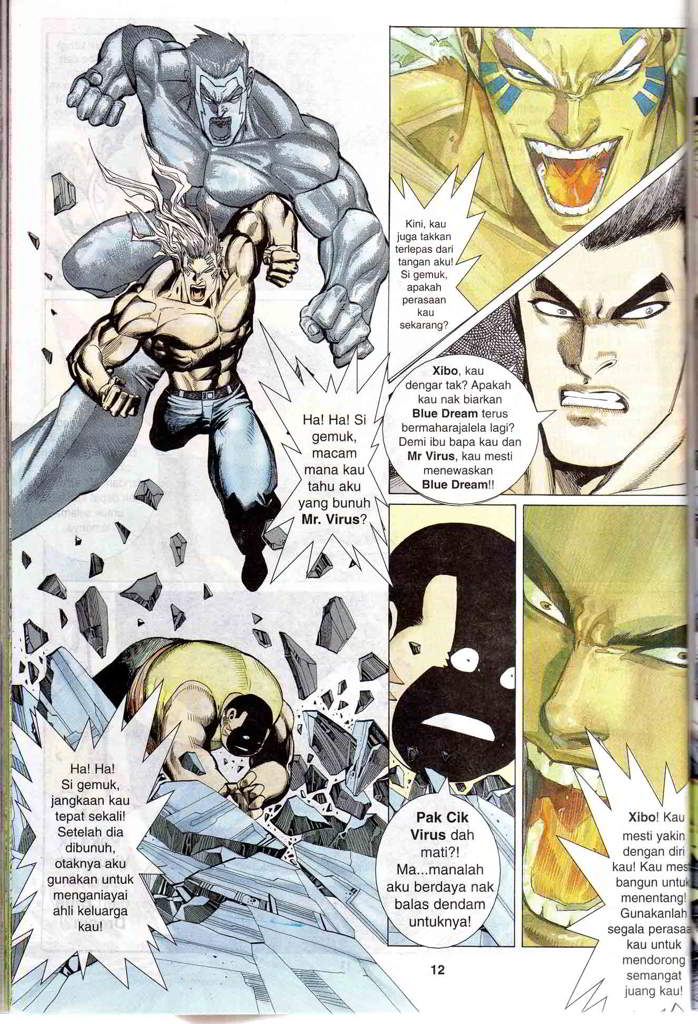 Ha! Ha! Si
gemuk,
macam
mana kau
tahu aku
yang bunuh
Mr. Virus?
Kini, kau
juga takkan
terlepas dari
tangan aku!
Si gemuk,
apakah
perasaan
kau
sekarang?
Xibo, kau
dengar tak? Apakah
kau nak biarkan
Blue Dream terus
bermaharajalela lagi?
Demi ibu bapa kau dan
Mr Virus, kau mesti
menewaskan
Blue Dream!!
Ha! Ha!
Si gemuk,
jangkaan kau
tepat sekali!
Setelah dia
dibunuh,
otaknya aku
gunakan untuk
menganiayai
ahli keluarga
kau!
Pak Cik
Virus dah
mati?!
Ma...manalah
aku berdaya nak
balas dendam
untuknya!
Xibo! Kau
mesti yakin
dengan diri
kau! Kau mes
bangun untu
menentang!
Gunakanlah
segala perasaa
kau untuk
mendorong
semangat
juang kau!
12